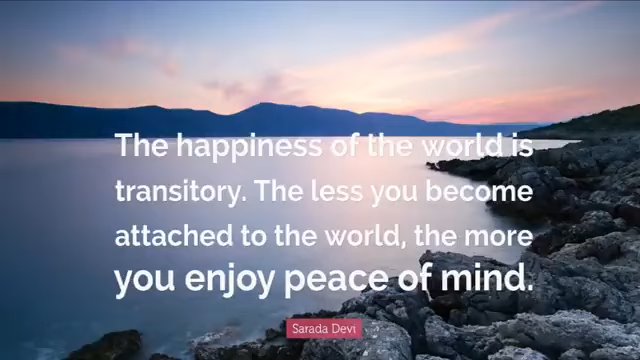 The happiness of the world is
transitory. The less you become
attached to the world, the more
you enjoy peace of mind.
Sarada Devi